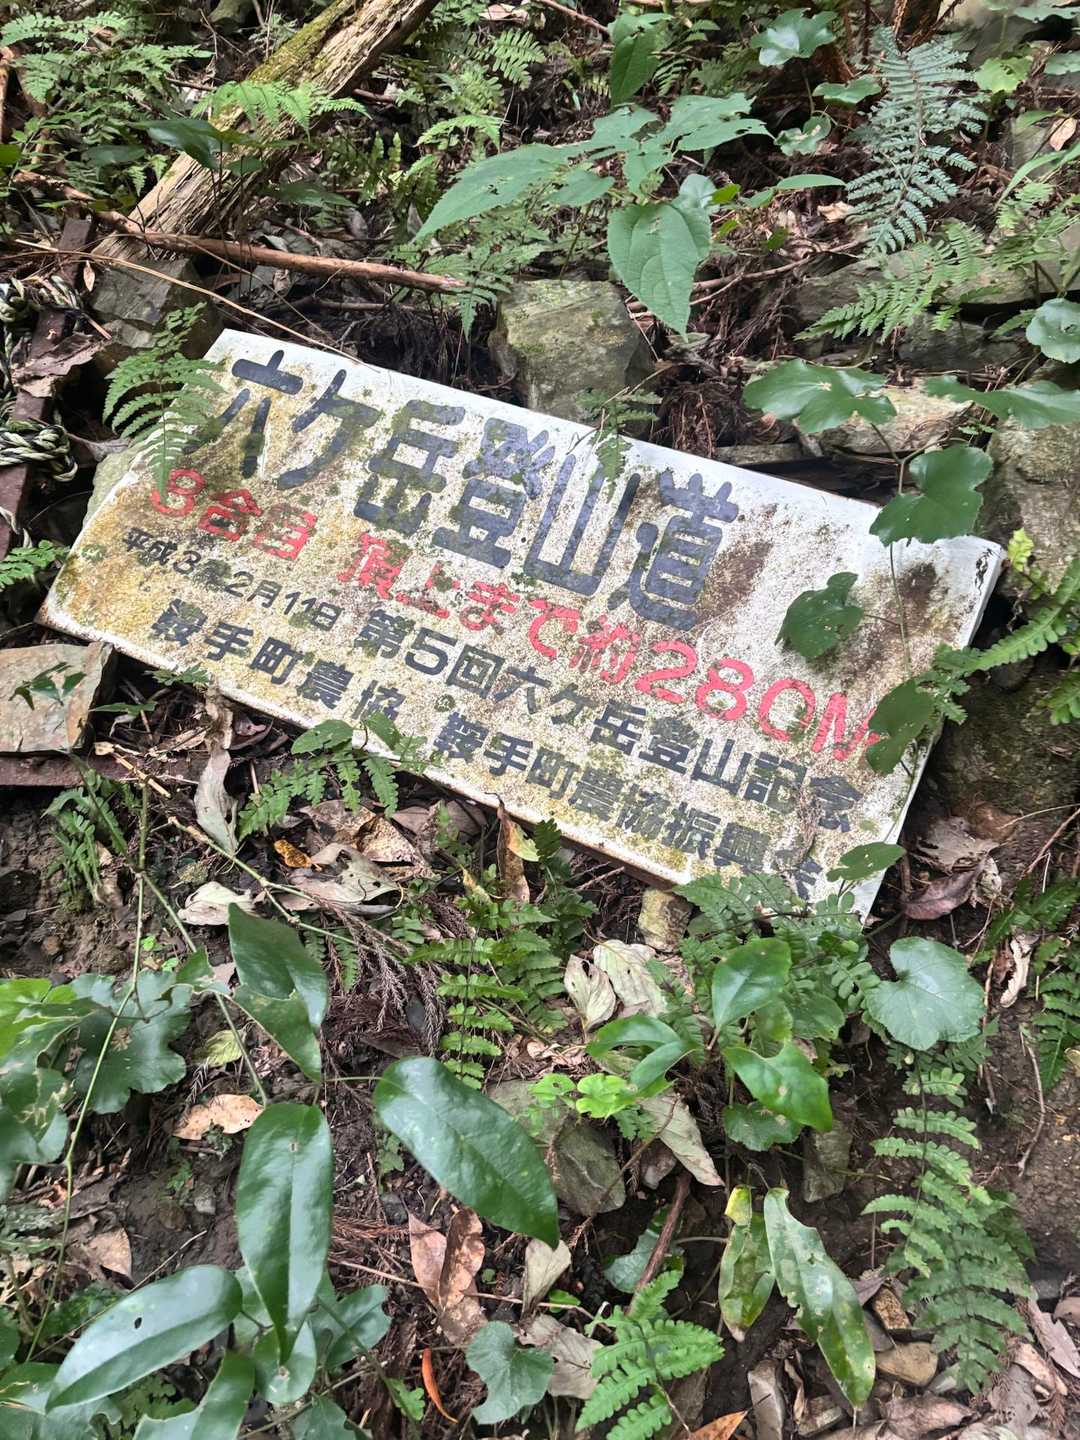 六ケ岳登山道
8合目 頂上まで約280M
平成3年2月11日 第5回六ケ岳登山記念
鞍手町農協 鞍手町農協振興会